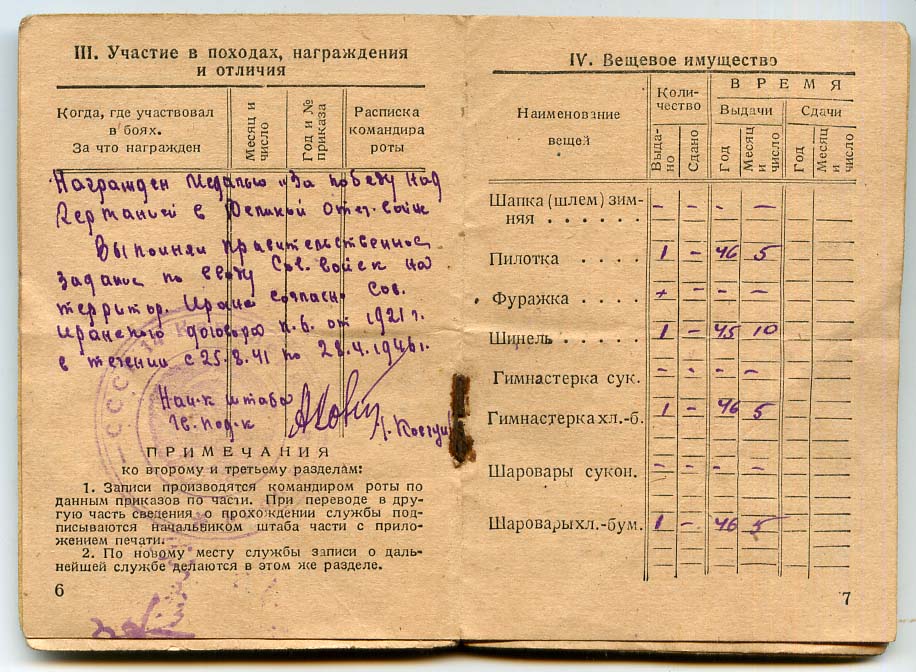 III. Участие в походах, награждения
и отличия
Когда, где участвовал
в боях.
За что награжден
Месяц и
число
Год и №
приказа
Расписка
командира
роты
Награжден медалью „За победу над
Германией в Великой Отеч. войне
Выполнял правительственное
задание по вводу Сов. войск на
территор. Ирана согласно Сов.
Иранского договора п. 6. от 1921 г.
в течении с 25.8.41 по 28.4.1946 г.
Нач-к штаба
Гв. под-к
ПРИМЕЧАНИЯ
ко второму и третьему разделам:
1. Записи производятся командиром роты по
данным приказов по части. При переводе в дру-
гую часть сведения о прохождении службы под-
писываются начальником штаба части с прило-
жением печати.
2. По новому месту службы записи о даль-
нейшей службе делаются в этом же разделе.
6
IV. Вещевое имущество
Наименование
вещей
Коли-
чество
ВРЕМЯ
Выдачи
Сдачи
Выда-
но
Сдано
Год
Месяц
и
число
Год
Месяц
и
число
Шапка (шлем) зим-
няя . . . . . . - - - -
Пилотка . . . . 1 - 46 5
Фуражка . . . . + - - -
Шинель . . . . 1 - 45 10
Гимнастерка сук. - - - -
Гимнастерка хл.-б. 1 - 46 5
Шаровары сукон. - - - -
Шаровары хл.-бум. 1 - 46 5
7